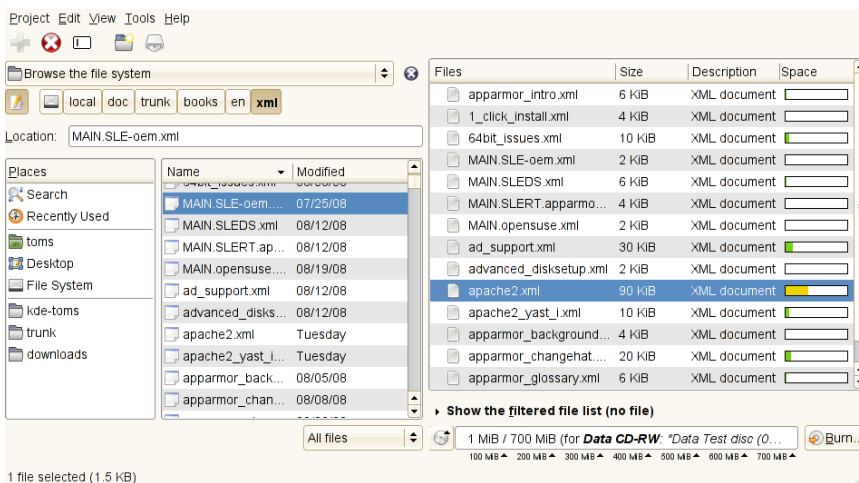 Project Edit View Tools Help
Browse the file system
local doc trunk books en xml
Location: MAIN.SLE-oem.xml
Places
Search
Recently Used
toms
Desktop
File System
kde-toms
trunk
downloads
Name Modified
64bit_issues.xml 08/06/08
MAIN.SLE-oem.... 07/25/08
MAIN.SLEDS.xml 08/12/08
MAIN.SLERT.ap... 08/12/08
MAIN.opensuse.... 08/19/08
ad_support.xml 08/12/08
advanced_disks... 08/12/08
apache2.xml Tuesday
apache2_yast_i... Tuesday
apparmor_back... 08/05/08
apparmor_chan... 08/08/08
All files
1 file selected (1.5 KB)
Files Size Description Space
apparmor_intro.xml 6 KiB XML document
1_click_install.xml 4 KiB XML document
64bit_issues.xml 10 KiB XML document
MAIN.SLE-oem.xml 2 KiB XML document
MAIN.SLEDS.xml 6 KiB XML document
MAIN.SLERT.apparmo... 4 KiB XML document
MAIN.opensuse.xml 2 KiB XML document
ad_support.xml 30 KiB XML document
advanced_disksetup.xml 2 KiB XML document
apache2.xml 90 KiB XML document
apache2_yast_i.xml 10 KiB XML document
apparmor_background... 4 KiB XML document
apparmor_changehat.... 20 KiB XML document
apparmor_glossary.xml 6 KiB XML document
Show the filtered file list (no file)
1 MiB / 700 MiB (for Data CD-RW: "Data Test disc (0...
Burn...
100 MiB 200 MiB 300 MiB 400 MiB 500 MiB 600 MiB 700 MiB